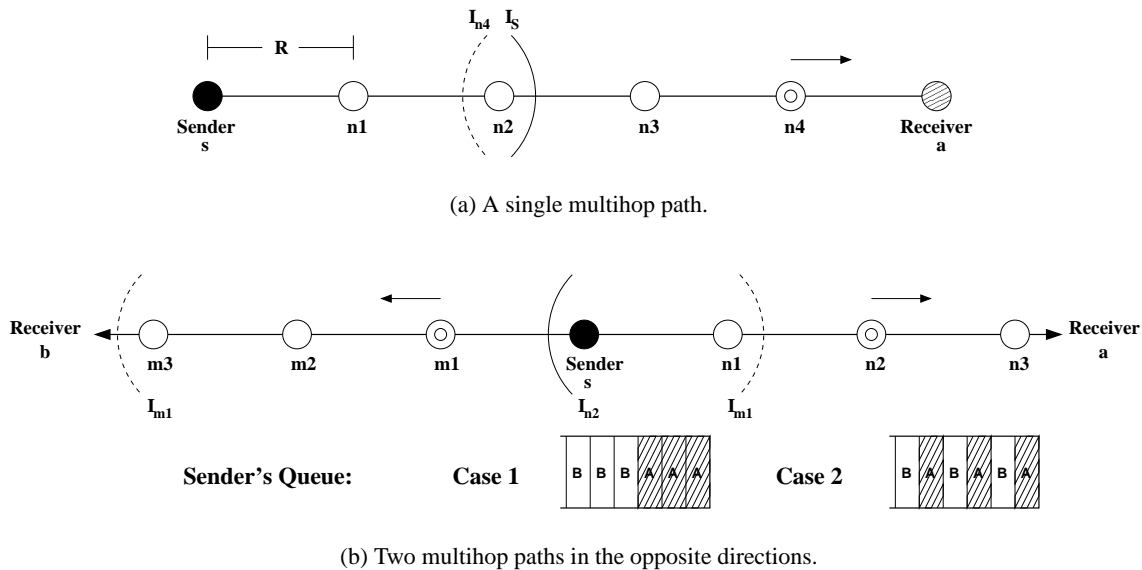 I_n4 I_S
R
Sender
s
n1
n2
n3
n4
Receiver
a
(a) A single multihop path.
Receiver
b
m3
m2
m1
Sender
s
n1
n2
n3
Receiver
a
I_m1
I_n2
I_m1
Sender's Queue: Case 1 B B B A A A Case 2 B A B A B A
(b) Two multihop paths in the opposite directions.